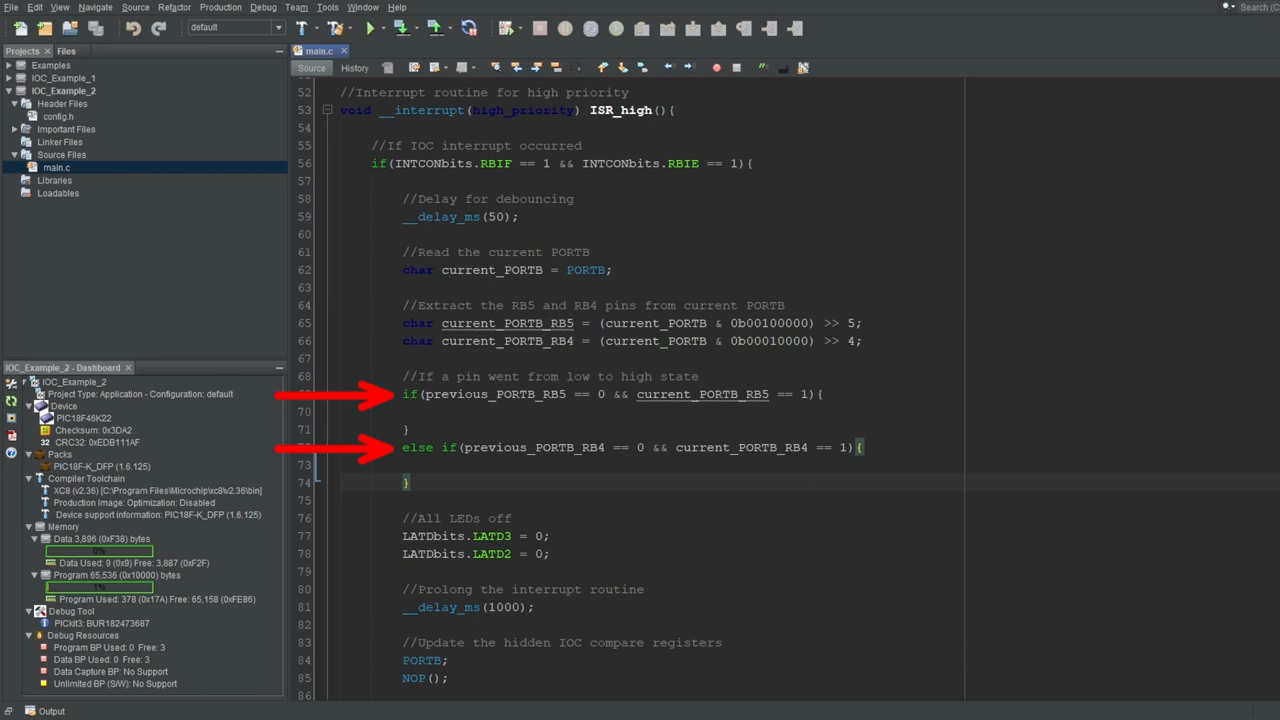 File Edit View Navigate Source Refactor Production Debug Team Tools Window Help
Search (C
default
Projects Files
main.c
Source History
Examples
IOC_Example_1
IOC_Example_2
Header Files
config.h
Important Files
Linker Files
Source Files
main.c
Libraries
Loadables
IOC_Example_2 - Dashboard
IOC_Example_2
Project Type: Application - Configuration: default
Device
PIC18F46K22
Checksum: 0x3DA2
CRC32: 0xEDB111AF
Packs
PIC18F-K_DFP (1.6.125)
Compiler Toolchain
XC8 (v2.36) [C:\Program Files\Microchip\xc8\v2.36\bin]
Production Image: Optimization: Disabled
Device support information: PIC18F-K_DFP (1.6.125)
Memory
Data 3,896 (0xF38) bytes
0%
Data Used: 9 (0x9) Free: 3,887 (0xF2F)
Program 65,536 (0x10000) bytes
1%
Program Used: 378 (0x17A) Free: 65,158 (0xFE86)
Debug Tool
PICkit3: BUR182473687
Debug Resources
Program BP Used: 0 Free: 3
Data BP Used: 0 Free: 3
Data Capture BP: No Support
Unlimited BP (S/W): No Support
52 //Interrupt routine for high priority
53 void __interrupt(high_priority) ISR_high(){
54
55 //If IOC interrupt occurred
56 if(INTCONbits.RBIF == 1 && INTCONbits.RBIE == 1){
57
58 //Delay for debouncing
59 __delay_ms(50);
60
61 //Read the current PORTB
62 char current_PORTB = PORTB;
63
64 //Extract the RB5 and RB4 pins from current PORTB
65 char current_PORTB_RB5 = (current_PORTB & 0b00100000) >> 5;
66 char current_PORTB_RB4 = (current_PORTB & 0b00010000) >> 4;
67
68 //If a pin went from low to high state
if(previous_PORTB_RB5 == 0 && current_PORTB_RB5 == 1){
70
71 }
else if(previous_PORTB_RB4 == 0 && current_PORTB_RB4 == 1){
73
74 }
75
76 //All LEDs off
77 LATDbits.LATD3 = 0;
78 LATDbits.LATD2 = 0;
79
80 //Prolong the interrupt routine
81 __delay_ms(1000);
82
83 //Update the hidden IOC compare registers
84 PORTB;
85 NOP();
86
Output